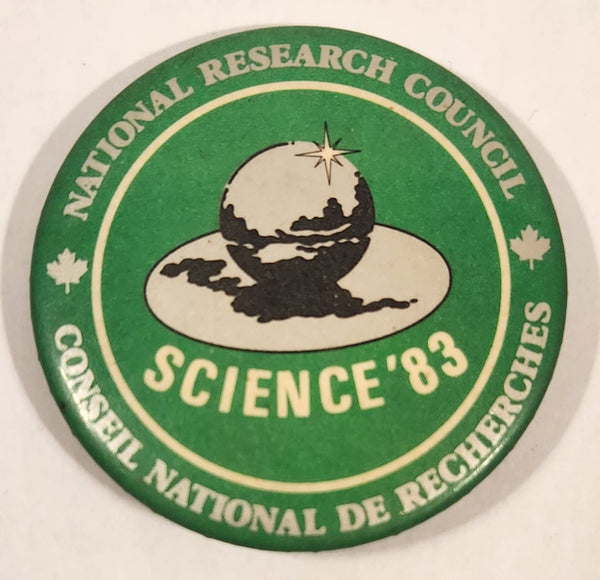 NATIONAL RESEARCH COUNCIL
SCIENCE '83
CONSEIL NATIONAL DE RECHERCHES